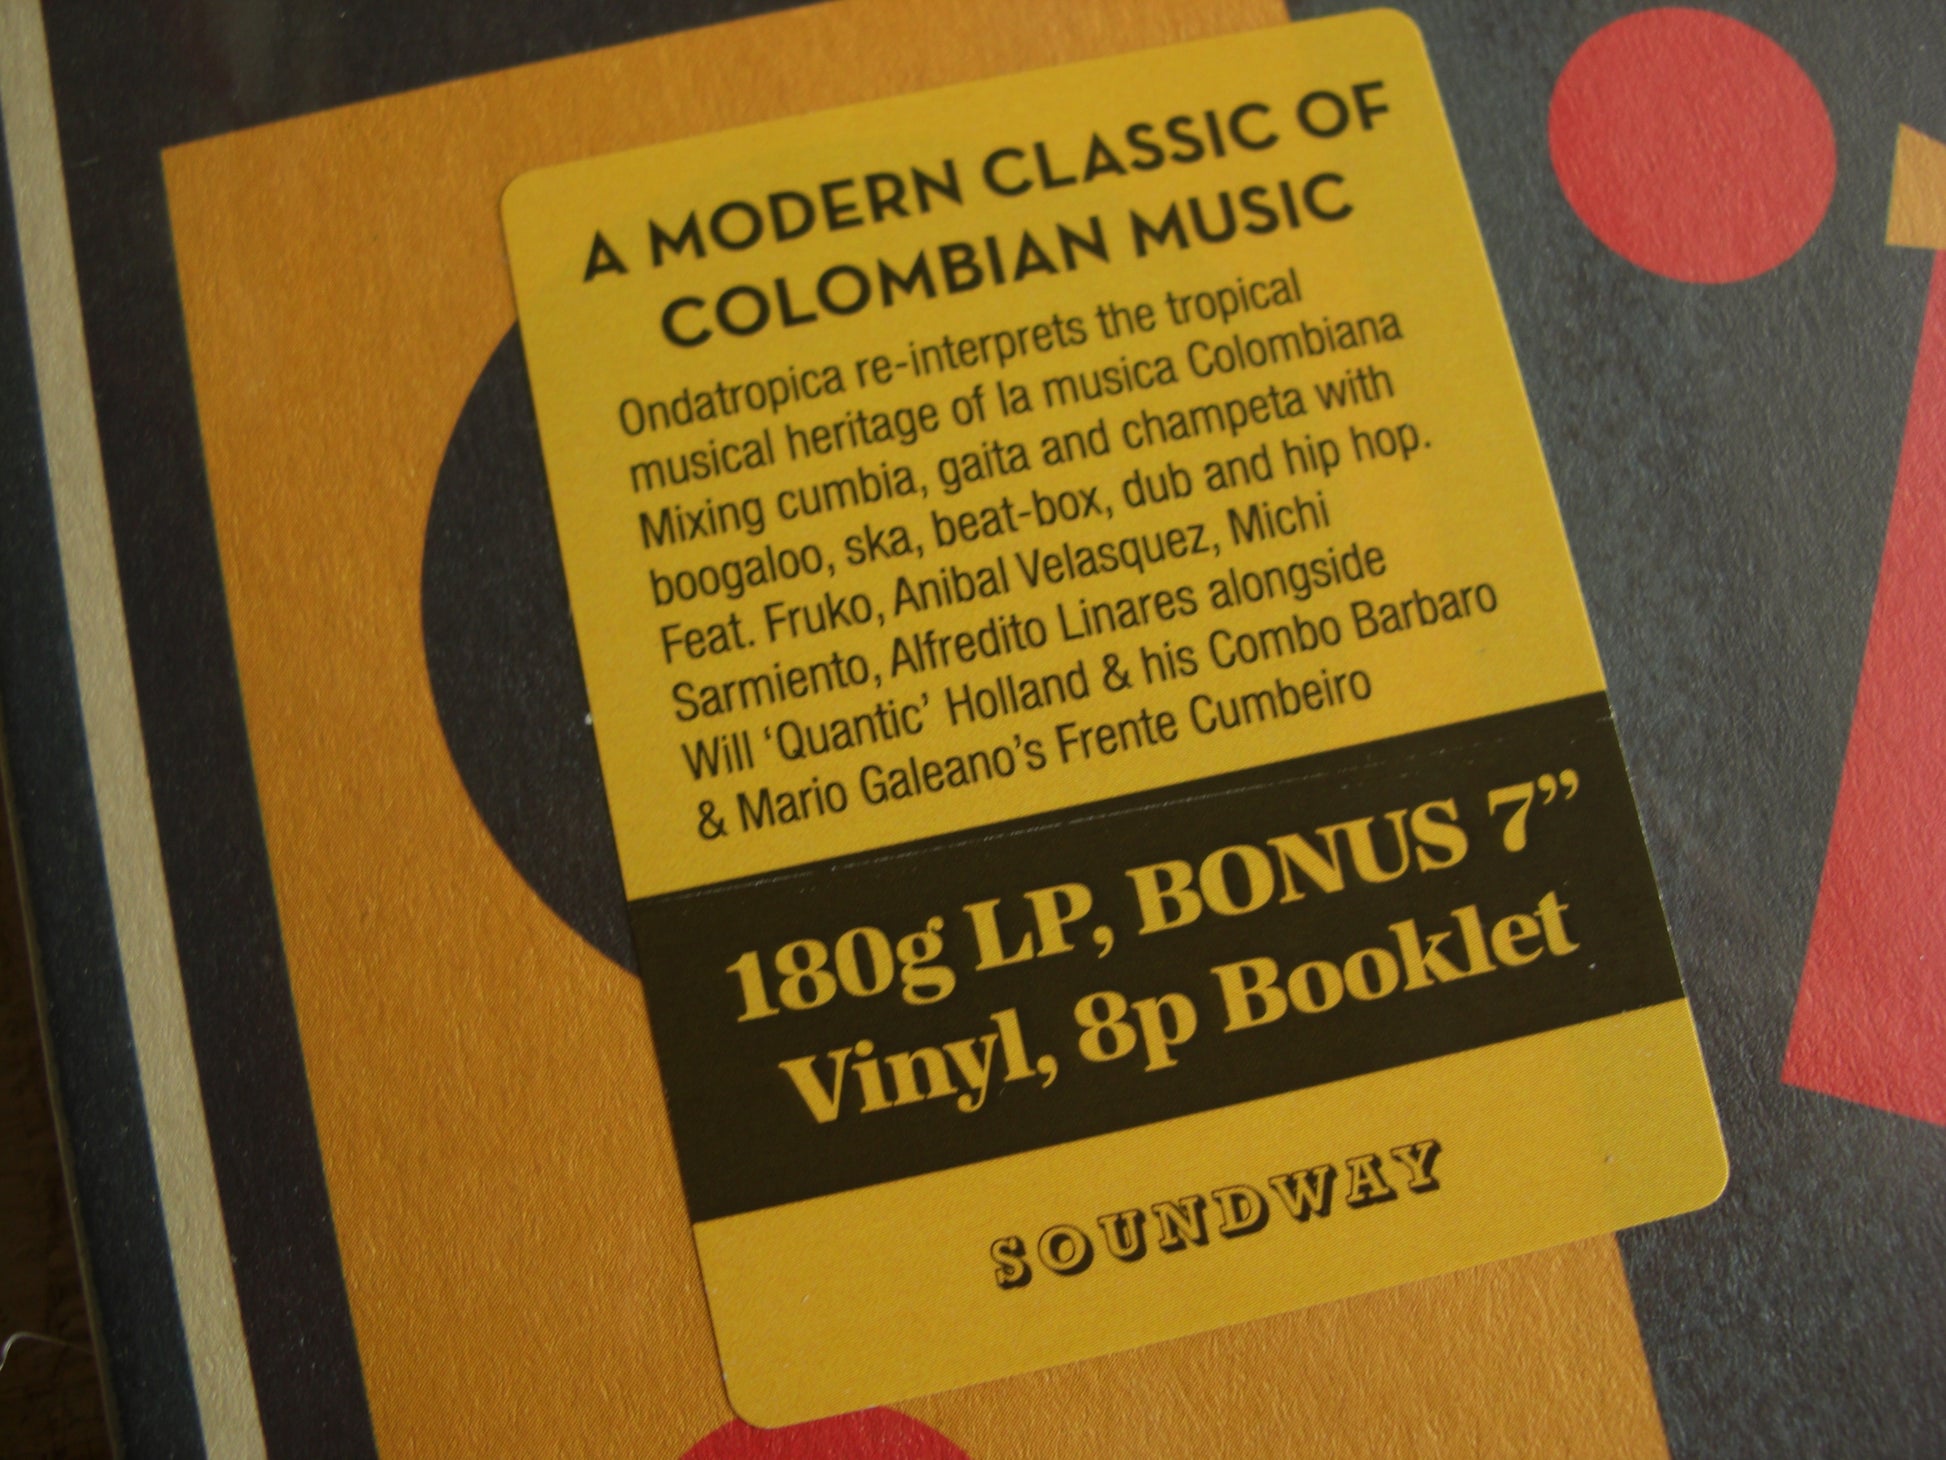 A MODERN CLASSIC OF
COLOMBIAN MUSIC
Ondatropica re-interprets the tropical
musical heritage of la musica Colombiana
Mixing cumbia, gaita and champeta with
boogaloo, ska, beat-box, dub and hip hop.
Feat. Fruko, Anibal Velasquez, Michi
Sarmiento, Alfredito Linares alongside
Will ‘Quantic’ Holland & his Combo Barbaro
& Mario Galeano’s Frente Cumbeiro
180g LP, BONUS 7”
Vinyl, 8p Booklet
SOUNDWAY